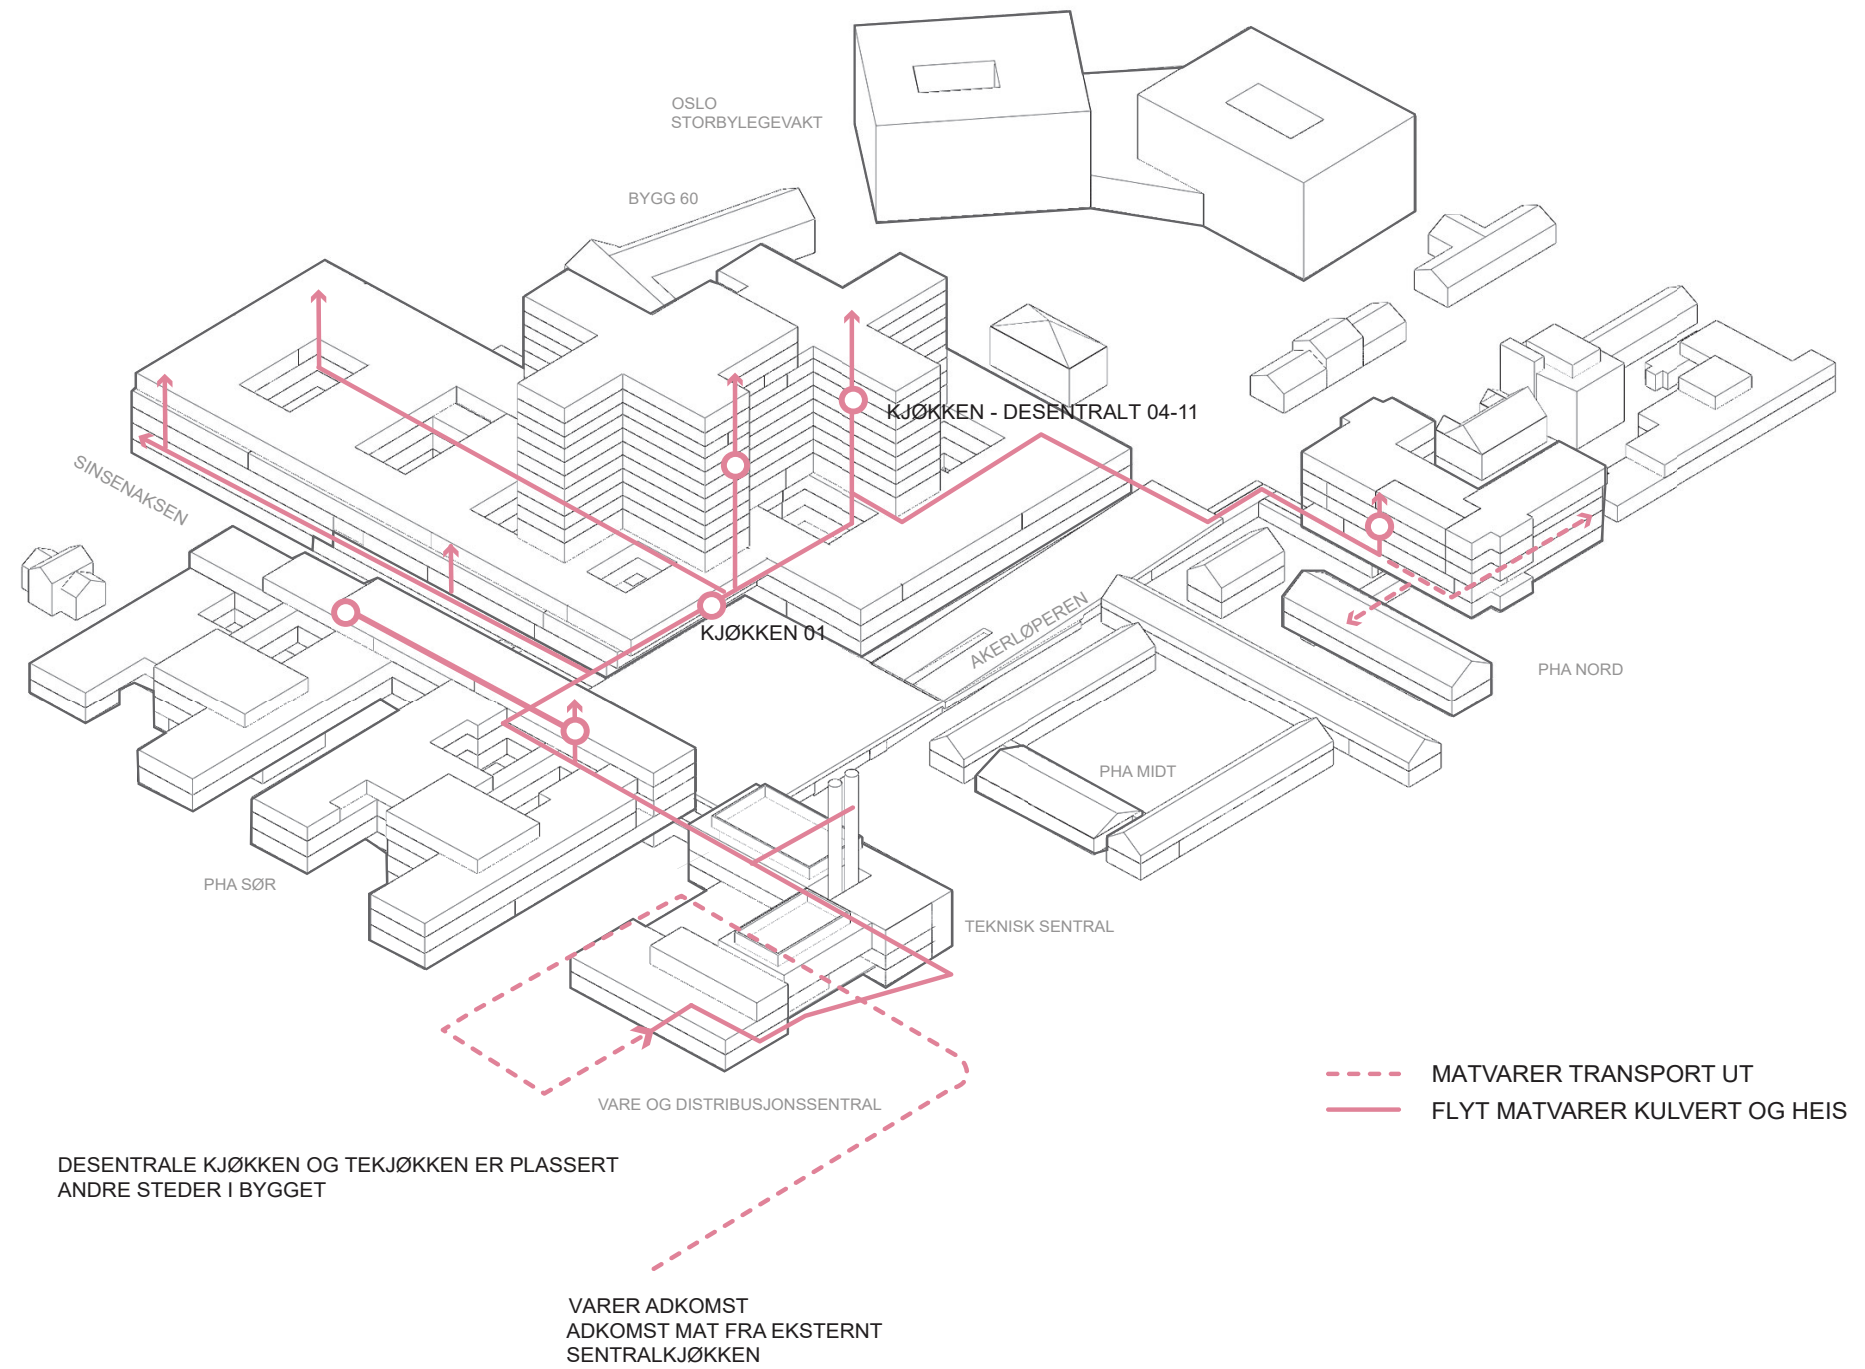 OSLO
STORBYLEGEVAKT
BYGG 60
KJØKKEN - DESENTRALT 04-11
SINSENAKSEN
KJØKKEN 01
AKERLØPEREN
PHA NORD
PHA MIDT
PHA SØR
TEKNISK SENTRAL
VARE OG DISTRIBUSJONSSENTRAL
MATVARER TRANSPORT UT
FLYT MATVARER KULVERT OG HEIS
DESENTRALE KJØKKEN OG TEKJØKKEN ER PLASSERT
ANDRE STEDER I BYGGET
VARER ADKOMST
ADKOMST MAT FRA EKSTERNT
SENTRALKJØKKEN